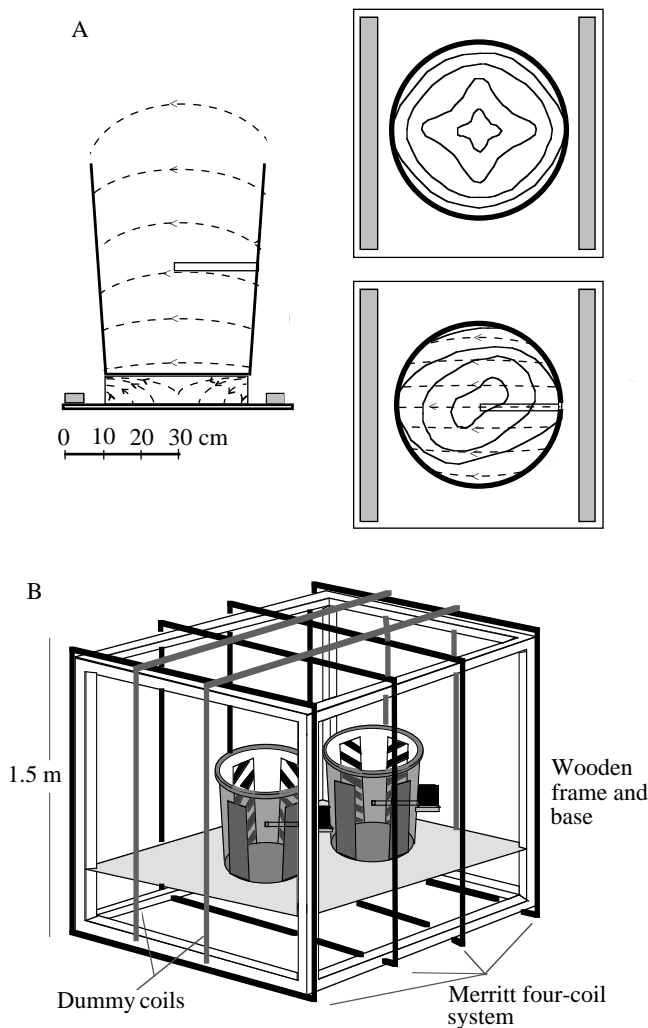 A
0 10 20 30 cm
B
1.5 m
Wooden
frame and
base
Dummy coils
Merritt four-coil
system